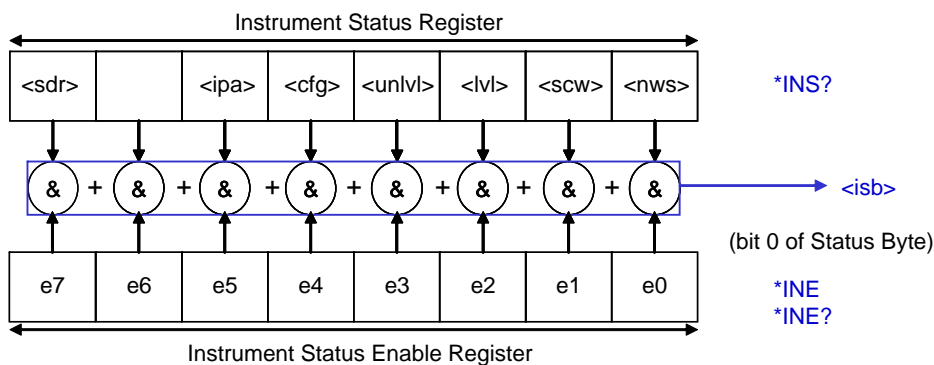 Instrument Status Register
<sdr> <ipa> <cfg> <unlvl> <lvl> <scw> <nws> *INS?
& + & + & + & + & + & + & + & <isb>
(bit 0 of Status Byte)
e7 e6 e5 e4 e3 e2 e1 e0 *INE
*INE?
Instrument Status Enable Register